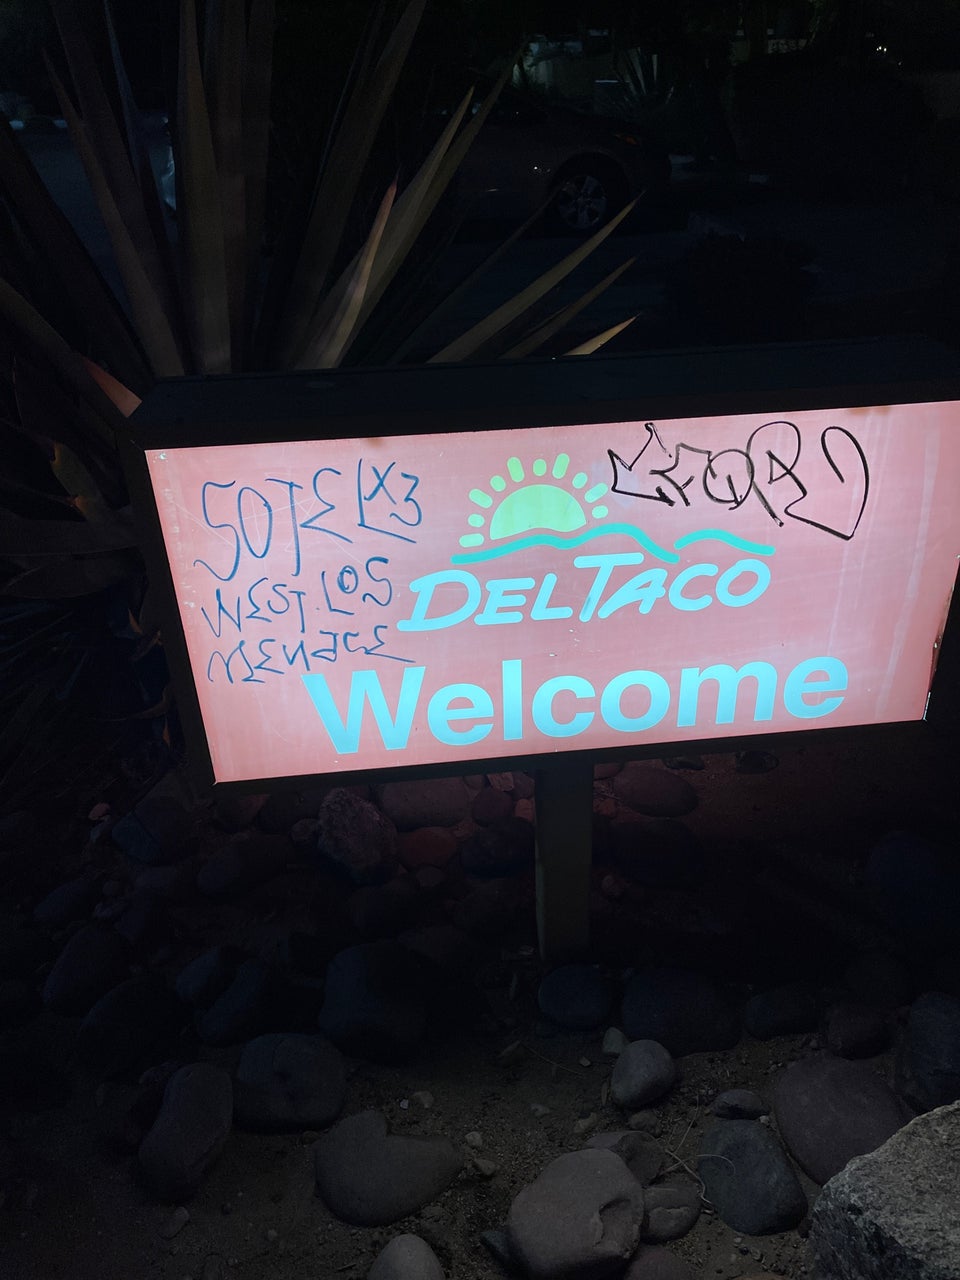 SOTEL X3
WEST LOS
MENACE
DEL TACO
Welcome